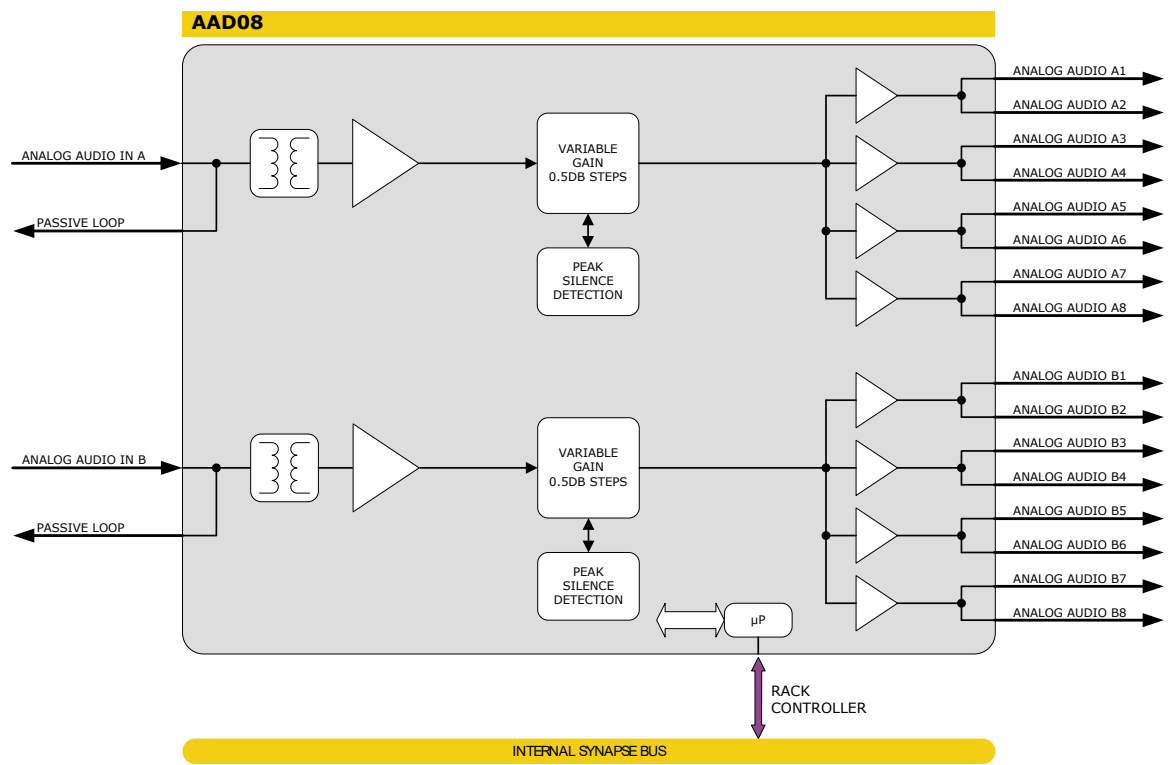 AAD08
ANALOG AUDIO IN A
PASSIVE LOOP
VARIABLE
GAIN
0.5DB STEPS
PEAK
SILENCE
DETECTION
ANALOG AUDIO A1
ANALOG AUDIO A2
ANALOG AUDIO A3
ANALOG AUDIO A4
ANALOG AUDIO A5
ANALOG AUDIO A6
ANALOG AUDIO A7
ANALOG AUDIO A8
ANALOG AUDIO IN B
PASSIVE LOOP
VARIABLE
GAIN
0.5DB STEPS
PEAK
SILENCE
DETECTION
ANALOG AUDIO B1
ANALOG AUDIO B2
ANALOG AUDIO B3
ANALOG AUDIO B4
ANALOG AUDIO B5
ANALOG AUDIO B6
ANALOG AUDIO B7
ANALOG AUDIO B8
µP
RACK
CONTROLLER
INTERNAL SYNAPSE BUS